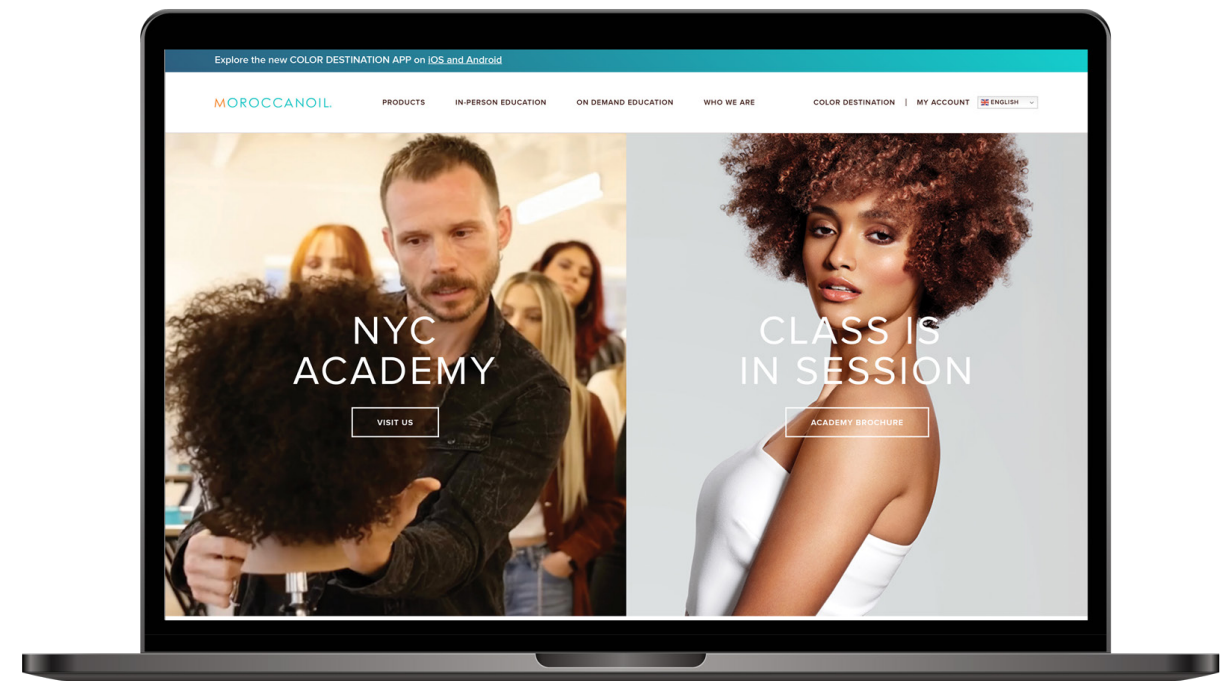 Explore the new COLOR DESTINATION APP on iOS and Android
MOROCCANOIL.
PRODUCTS
IN-PERSON EDUCATION
ON DEMAND EDUCATION
WHO WE ARE
COLOR DESTINATION
|
MY ACCOUNT
ENGLISH
NYC
ACADEMY
VISIT US
CLASS IS
IN SESSION
ACADEMY BROCHURE